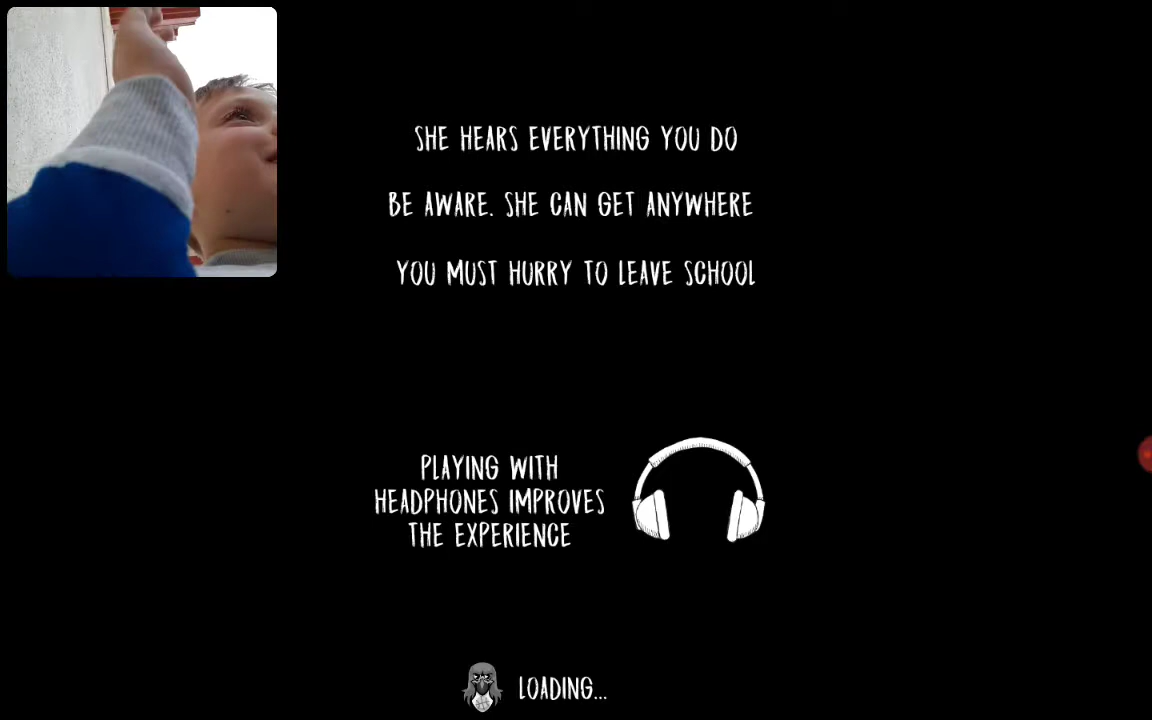 SHE HEARS EVERYTHING YOU DO
BE AWARE. SHE CAN GET ANYWHERE
YOU MUST HURRY TO LEAVE SCHOOL
PLAYING WITH
HEADPHONES IMPROVES
THE EXPERIENCE
LOADING...